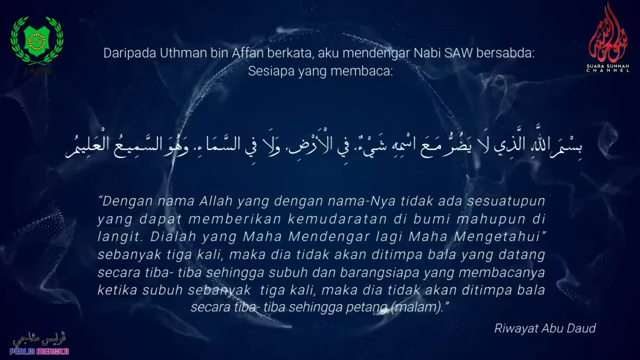 Daripada Uthman bin Affan berkata, aku mendengar Nabi SAW bersabda:
Sesiapa yang membaca:
بِسْمِ اللَّهِ، الَّذِي لَا يَضُرُّ مَعَ اسْمِهِ شَيْءٌ، فِي الْأَرْضِ، وَلَا فِي السَّمَاءِ، وَهُوَ السَّمِيعُ الْعَلِيمُ
“Dengan nama Allah yang dengan nama-Nya tidak ada sesuatupun
yang dapat memberikan kemudaratan di bumi mahupun di
langit. Dialah yang Maha Mendengar lagi Maha Mengetahui”
sebanyak tiga kali, maka dia tidak akan ditimpa bala yang datang
secara tiba- tiba sehingga subuh dan barangsiapa yang membacanya
ketika subuh sebanyak tiga kali, maka dia tidak akan ditimpa bala
secara tiba- tiba sehingga petang (malam).”
Riwayat Abu Daud
SUARA SUNNAH
CHANNEL
PERLIS MENGAJI